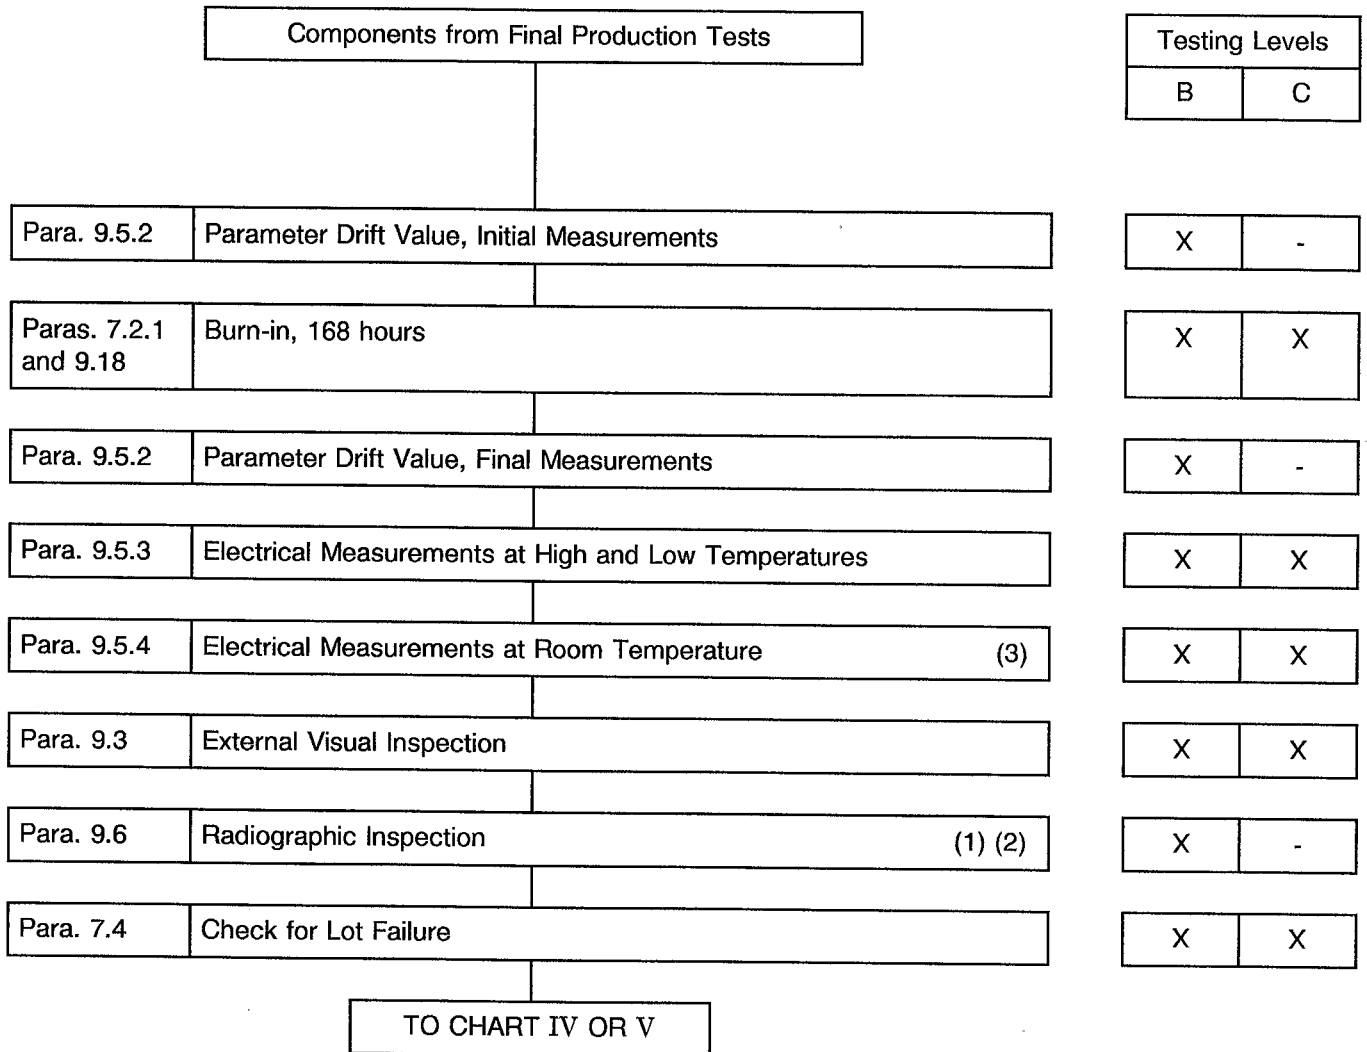 Components from Final Production Tests
Testing Levels
B C
Para. 9.5.2 Parameter Drift Value, Initial Measurements X -
Paras. 7.2.1 Burn-in, 168 hours X X
and 9.18
Para. 9.5.2 Parameter Drift Value, Final Measurements X -
Para. 9.5.3 Electrical Measurements at High and Low Temperatures X X
Para. 9.5.4 Electrical Measurements at Room Temperature (3) X X
Para. 9.3 External Visual Inspection X X
Para. 9.6 Radiographic Inspection (1) (2) X -
Para. 7.4 Check for Lot Failure X X
TO CHART IV OR V